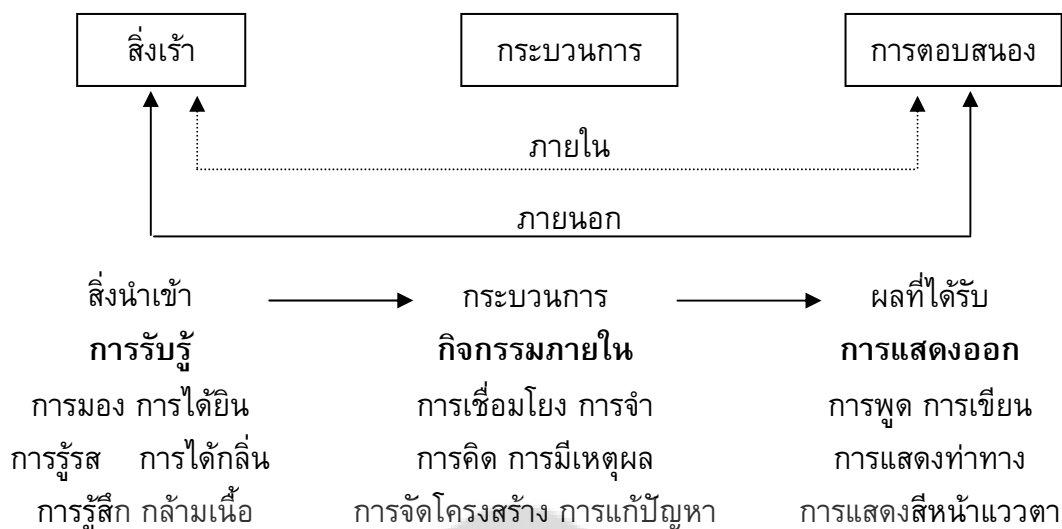 สิ่งเร้า กระบวนการ การตอบสนอง
ภายใน
ภายนอก
สิ่งนำเข้า กระบวนการ ผลที่ได้รับ
การรับรู้ กิจกรรมภายใน การแสดงออก
การมอง การได้ยิน การเชื่อมโยง การจำ การพูด การเขียน
การรู้รส การได้กลิ่น การคิด การมีเหตุผล การแสดงท่าทาง
การรู้สึก กล้ามเนื้อ การจัดโครงสร้าง การแก้ปัญหา การแสดงสีหน้าแววตา